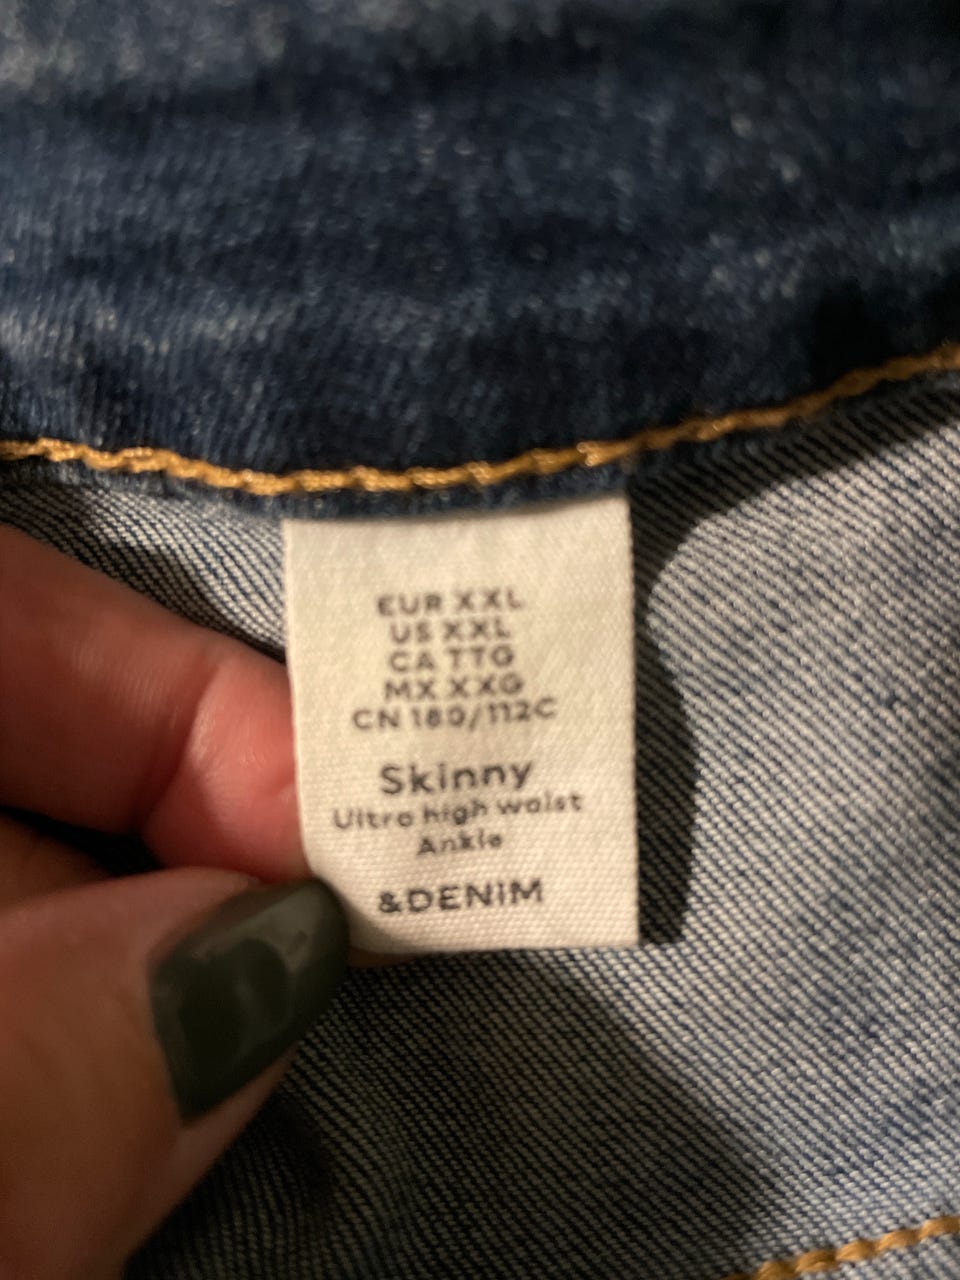 EUR XXL
US XXL
CA TTG
MX XXG
CN 180/112C
Skinny
Ultra high waist
Ankle
&DENIM